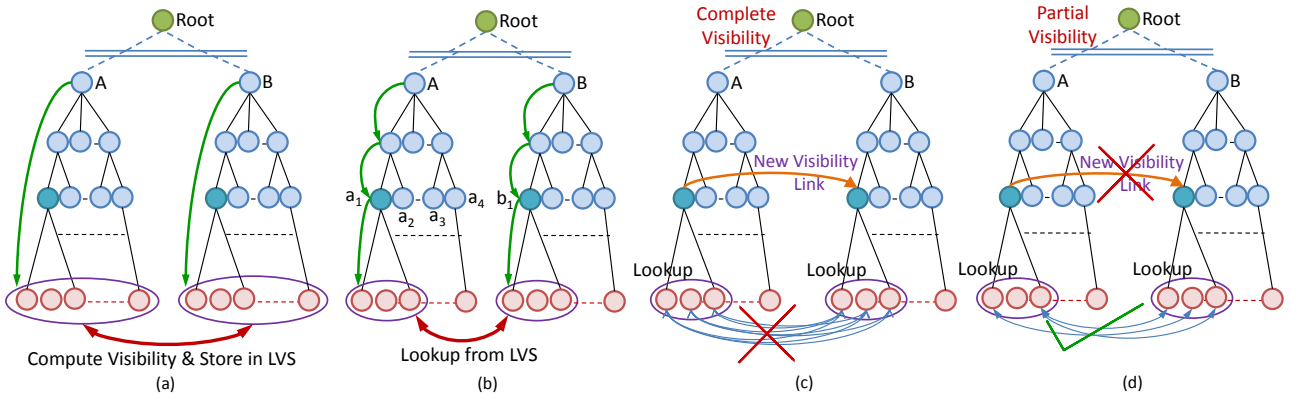 Root
A
B
Compute Visibility & Store in LVS
(a)
Root
A
B
a1
a2
a3
a4
b1
Lookup from LVS
(b)
Complete
Visibility
Root
A
B
New Visibility
Link
Lookup
Lookup
(c)
Partial
Visibility
Root
A
B
New Visibility
Link
Lookup
Lookup
(d)